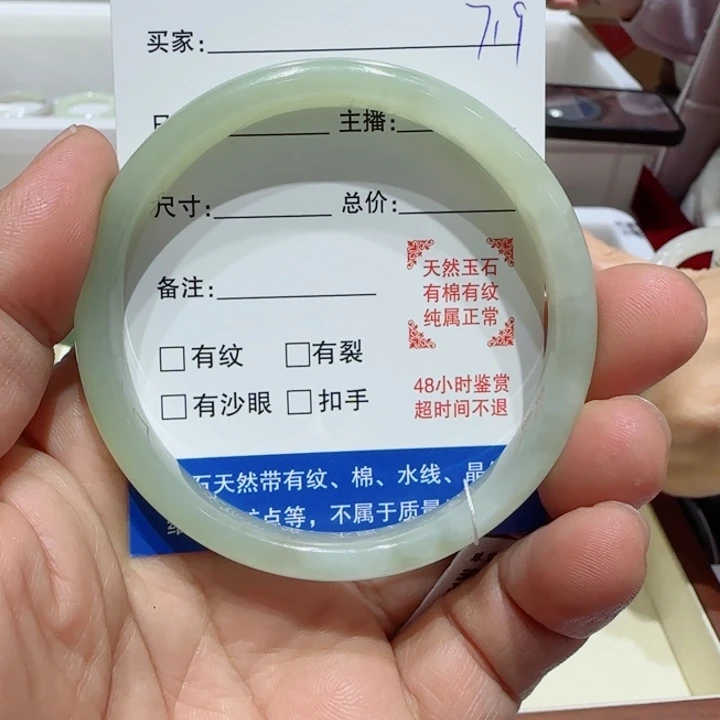 7.9
买家:
主播:
尺寸:
总价:
备注:
天然玉石
有棉有纹
纯属正常
□有纹 □有裂
□有沙眼 □扣手
48小时鉴赏
超时间不退
石天然带有纹、棉、水线、晶
点等，不属于质量